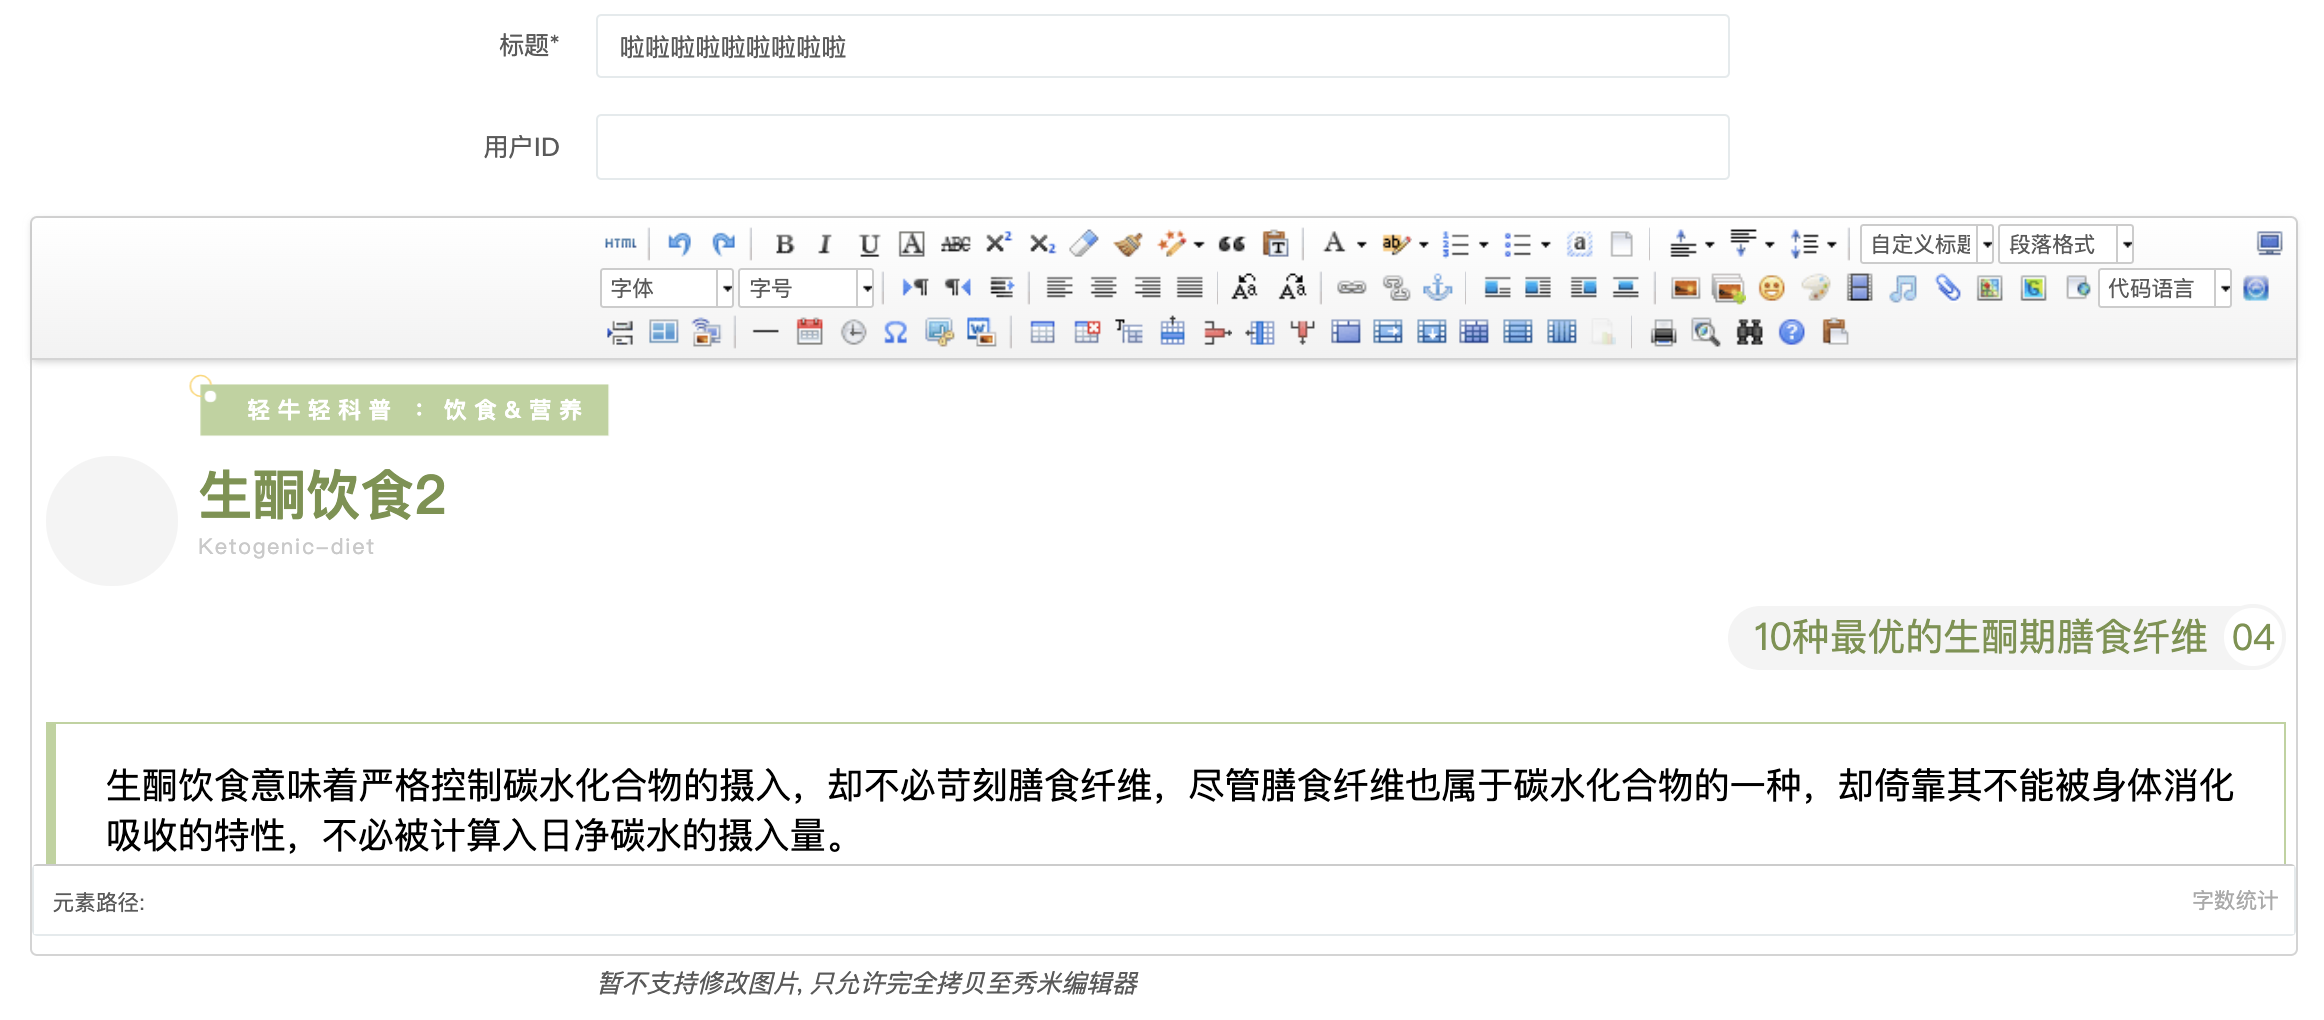 标题*
啦啦啦啦啦啦啦啦啦
用户ID
HTML B I U A ABC X² X₂ T A ab a 自定义标题 段落格式
字体 字号 Aa Aa G 代码语言
Ω W T
轻牛轻科普 : 饮食&营养
生酮饮食2
Ketogenic-diet
10种最优的生酮期膳食纤维 04
生酮饮食意味着严格控制碳水化合物的摄入，却不必苛刻膳食纤维，尽管膳食纤维也属于碳水化合物的一种，却倚靠其不能被身体消化
吸收的特性，不必被计算入日净碳水的摄入量。
元素路径:
字数统计
暂不支持修改图片, 只允许完全拷贝至秀米编辑器